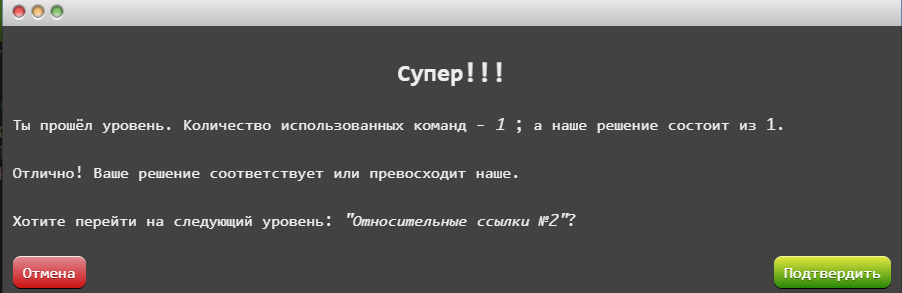 Супер!!!
Ты прошёл уровень. Количество использованных команд - 1 ; а наше решение состоит из 1.
Отлично! Ваше решение соответствует или превосходит наше.
Хотите перейти на следующий уровень: "Относительные ссылки №2"?
Отмена
Подтвердить